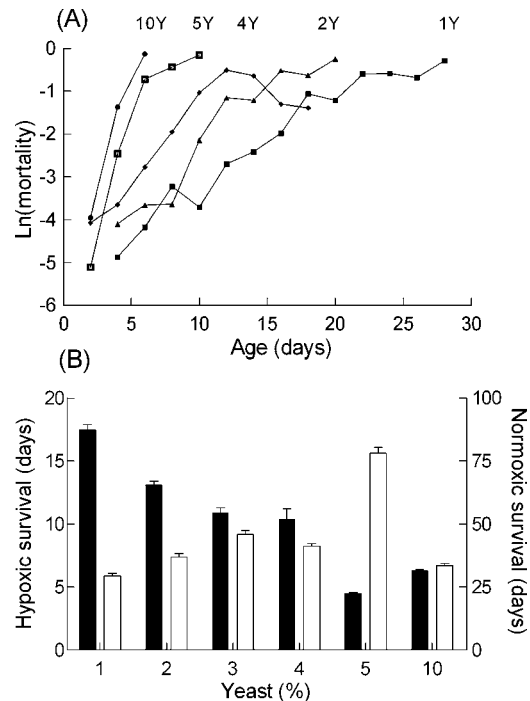 (A)
10Y 5Y 4Y 2Y 1Y
-0
-1
-2
-3
-4
-5
-6
Ln(mortality)
0 5 10 15 20 25 30
Age (days)
(B)
20
15
10
5
0
Hypoxic survival (days)
100
75
50
25
0
Normoxic survival
(days)
1 2 3 4 5 10
Yeast (%)